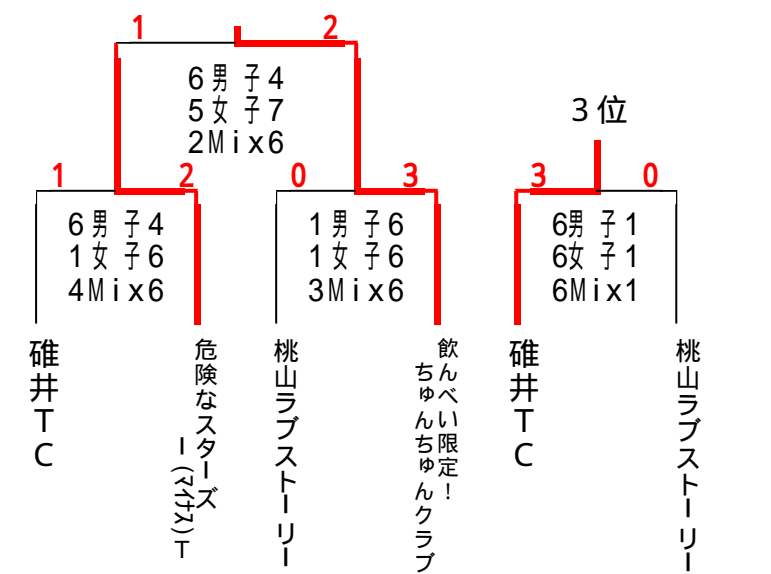 1 2
6男子4
5女子7
2Mix6
3位
1 2 0 3 3 0
6男子4
1女子6
4Mix6
1男子6
1女子6
3Mix6
6男子1
6女子1
6Mix1
碓井TC
危険なスターズ
ー(マイナス)T
桃山ラブストーリー
飲んべい限定!
ちゅんちゅんクラブ
碓井TC
桃山ラブストーリー